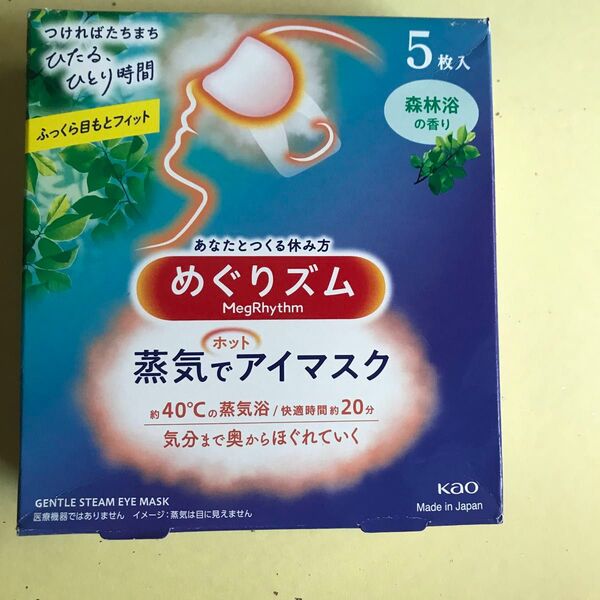 つければたちまち
ひたる、
ひとり時間
ふっくら目もとフィット
5枚入
森林浴
の香り
あなたとつくる休み方
めぐりズム
MegRhythm
ホット
蒸気でアイマスク
約40℃の蒸気浴/快適時間約20分
気分まで奥からほぐれていく
GENTLE STEAM EYE MASK
医療機器ではありません イメージ:蒸気は目に見えません
Kao
Made in Japan